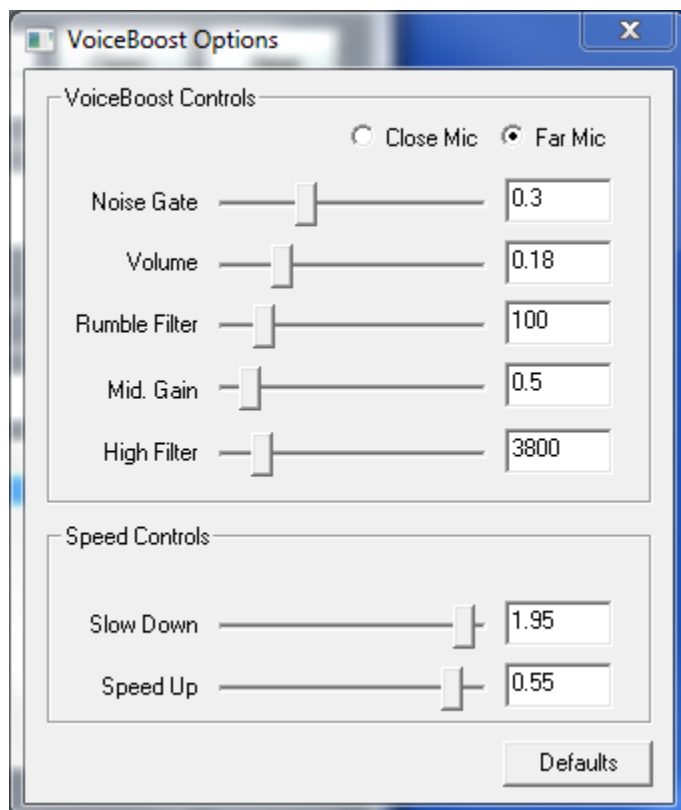 VoiceBoost Options
x
VoiceBoost Controls
Close Mic Far Mic
Noise Gate 0.3
Volume 0.18
Rumble Filter 100
Mid. Gain 0.5
High Filter 3800
Speed Controls
Slow Down 1.95
Speed Up 0.55
Defaults